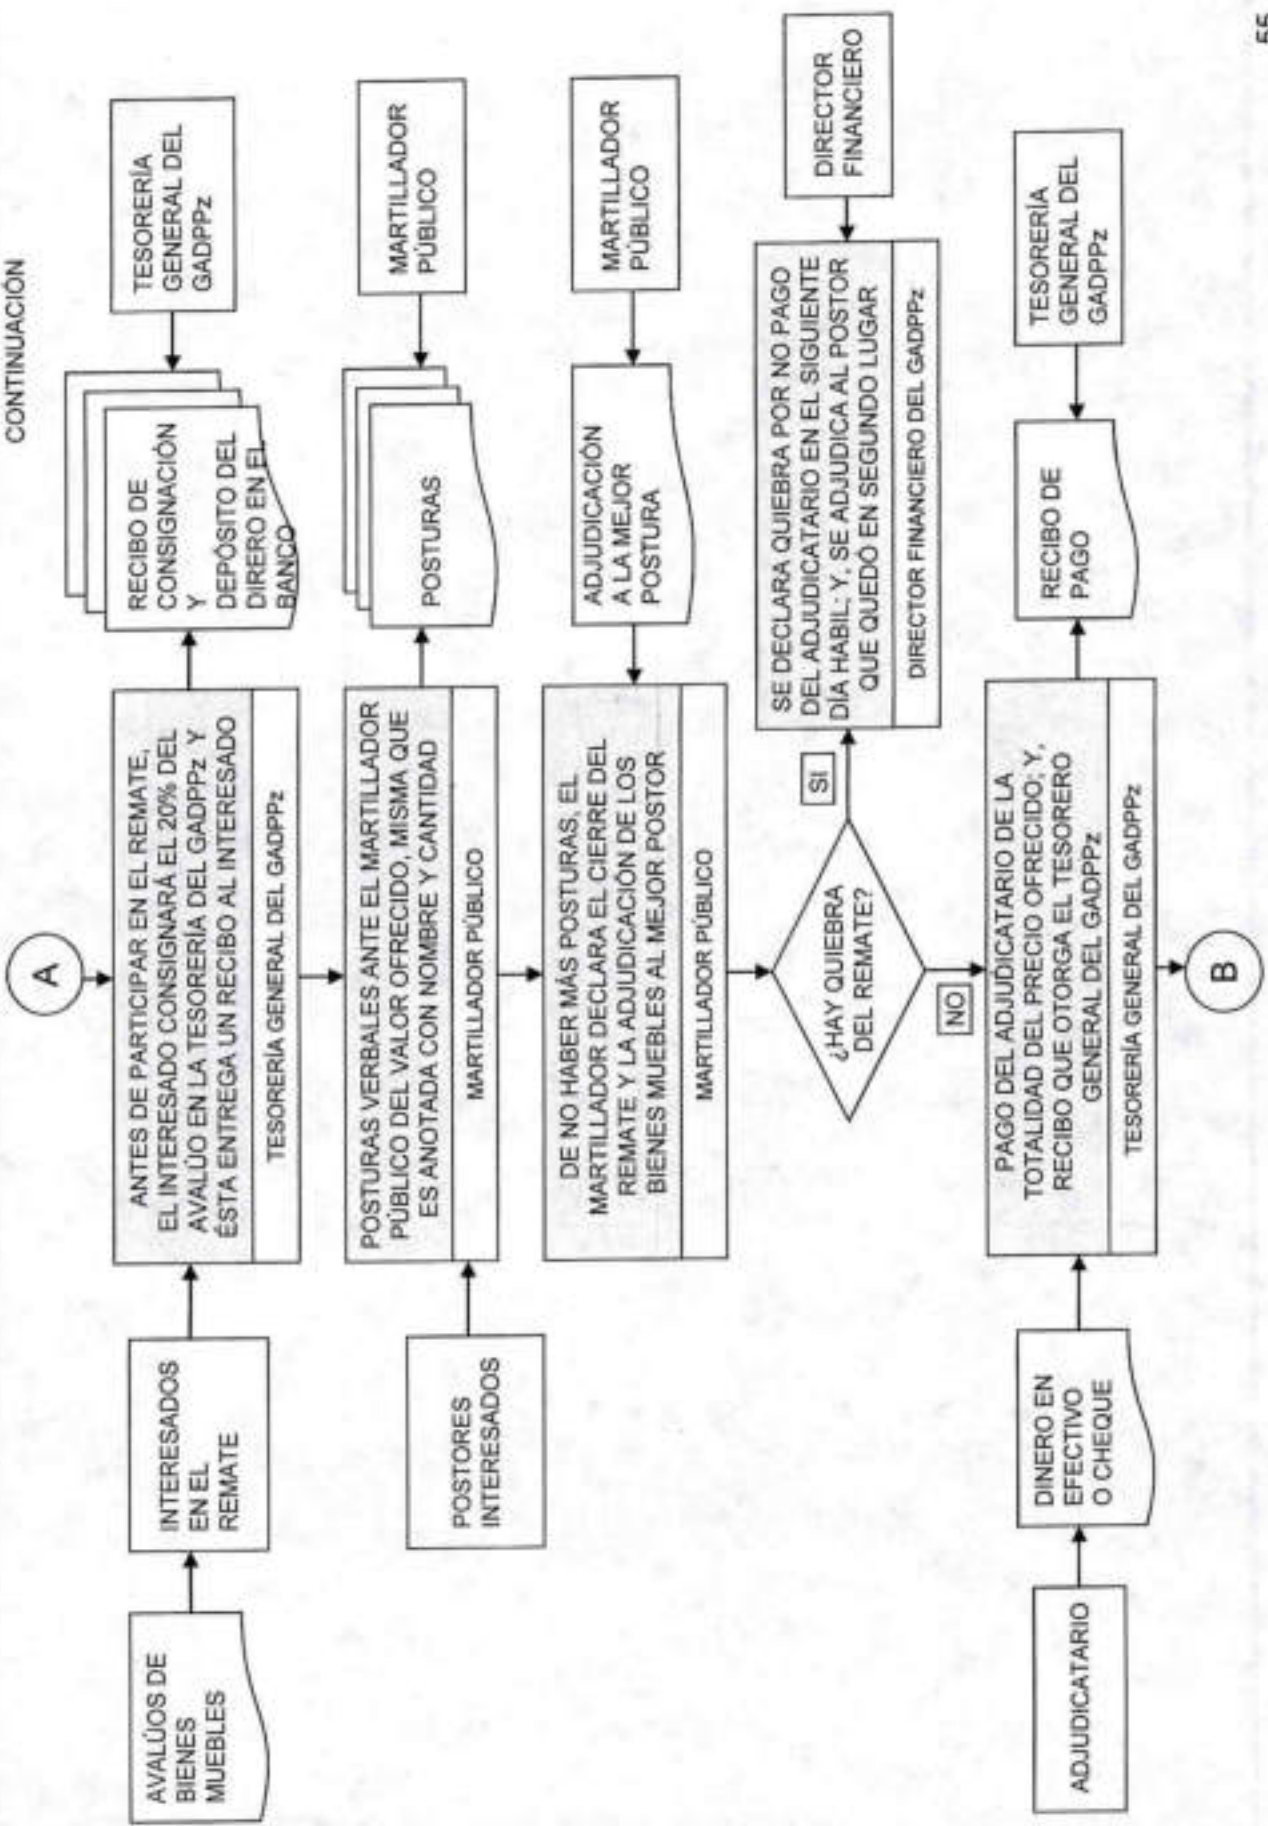 CONTINUACIÓN
A
AVALÚOS DE
BIENES
MUEBLES
INTERESADOS
EN EL
REMATE
ANTES DE PARTICIPAR EN EL REMATE,
EL INTERESADO CONSIGNARÁ EL 20% DEL
AVALÚO EN LA TESORERÍA DEL GADPPz Y
ÉSTA ENTREGA UN RECIBO AL INTERESADO
TESORERÍA GENERAL DEL GADPPz
RECIBO DE
CONSIGNACIÓN
Y
DEPÓSITO DEL
DIRERO EN EL
BANCO
TESORERÍA
GENERAL DEL
GADPPz
POSTORES
INTERESADOS
POSTURAS VERBALES ANTE EL MARTILLADOR
PÚBLICO DEL VALOR OFRECIDO, MISMA QUE
ES ANOTADA CON NOMBRE Y CANTIDAD
MARTILLADOR PÚBLICO
POSTURAS
MARTILLADOR
PÚBLICO
DE NO HABER MÁS POSTURAS, EL
MARTILLADOR DECLARA EL CIERRE DEL
REMATE Y LA ADJUDICACIÓN DE LOS
BIENES MUEBLES AL MEJOR POSTOR
MARTILLADOR PÚBLICO
ADJUDICACIÓN
A LA MEJOR
POSTURA
MARTILLADOR
PÚBLICO
¿HAY QUIEBRA
DEL REMATE?
SI
SE DECLARA QUIEBRA POR NO PAGO
DEL ADJUDICATARIO EN EL SIGUIENTE
DÍA HABIL; Y, SE ADJUDICA AL POSTOR
QUE QUEDÓ EN SEGUNDO LUGAR
DIRECTOR FINANCIERO DEL GADPPz
DIRECTOR
FINANCIERO
NO
ADJUDICATARIO
DINERO EN
EFECTIVO
O CHEQUE
PAGO DEL ADJUDICATARIO DE LA
TOTALIDAD DEL PRECIO OFRECIDO; Y,
RECIBO QUE OTORGA EL TESORERO
GENERAL DEL GADPPz
TESORERÍA GENERAL DEL GADPPz
RECIBO DE
PAGO
TESORERÍA
GENERAL DEL
GADPPz
B